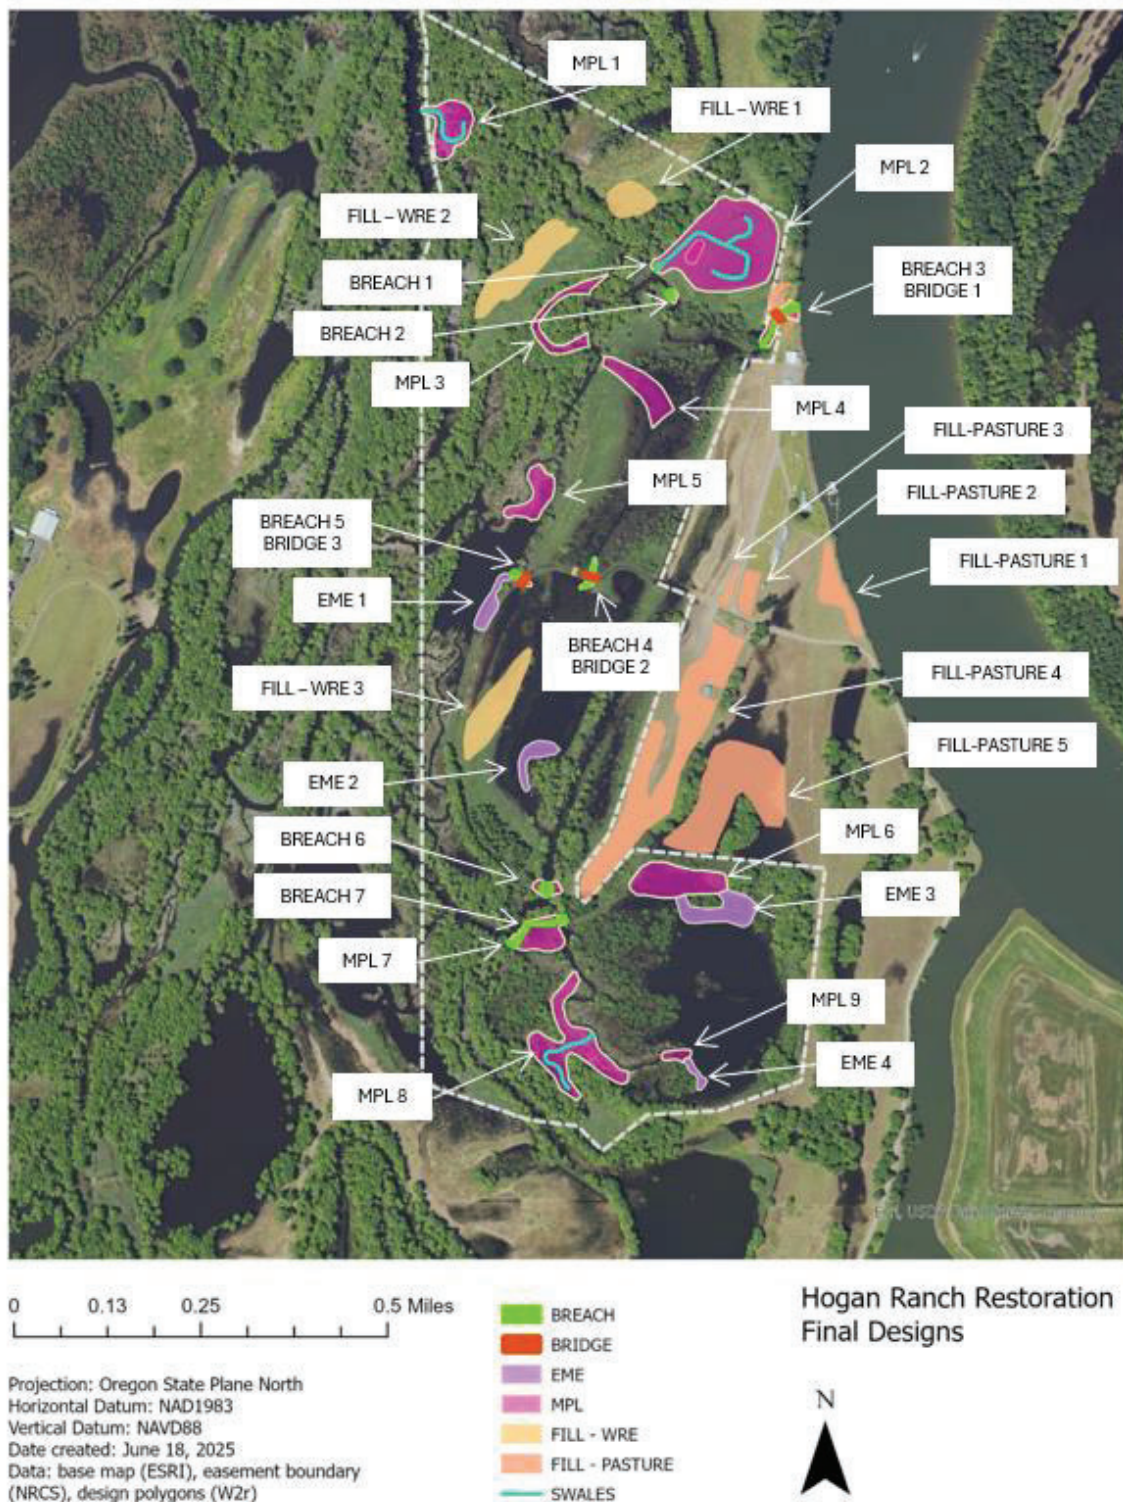 MPL 1
FILL – WRE 1
MPL 2
FILL – WRE 2
BREACH 1
BREACH 3
BRIDGE 1
BREACH 2
MPL 3
MPL 4
FILL-PASTURE 3
MPL 5
FILL-PASTURE 2
BREACH 5
BRIDGE 3
FILL-PASTURE 1
EME 1
BREACH 4
BRIDGE 2
FILL – WRE 3
FILL-PASTURE 4
FILL-PASTURE 5
EME 2
BREACH 6
MPL 6
BREACH 7
EME 3
MPL 7
MPL 9
EME 4
MPL 8
0 0.13 0.25 0.5 Miles
Projection: Oregon State Plane North
Horizontal Datum: NAD1983
Vertical Datum: NAVD88
Date created: June 18, 2025
Data: base map (ESRI), easement boundary
(NRCS), design polygons (W2r)
BREACH
BRIDGE
EME
MPL
FILL - WRE
FILL - PASTURE
SWALES
Hogan Ranch Restoration
Final Designs
N